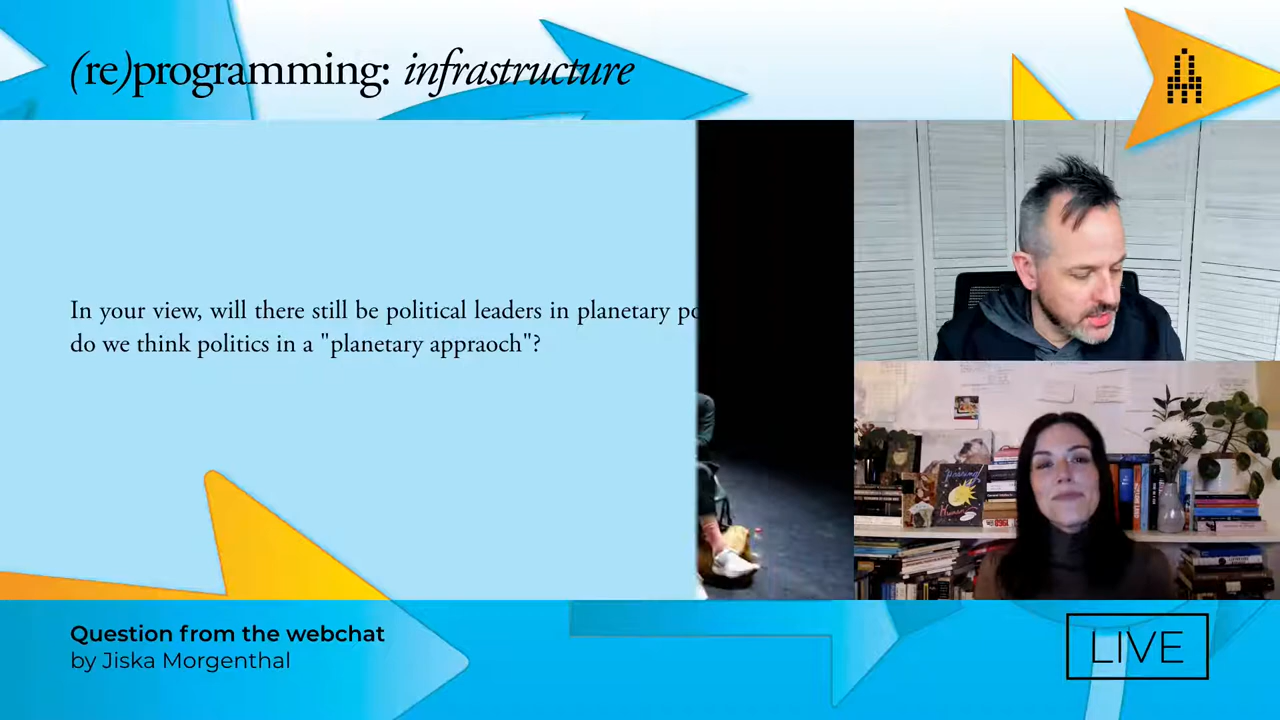 (re)programming: infrastructure
In your view, will there still be political leaders in planetary po
do we think politics in a "planetary appraoch"?
Question from the webchat
by Jiska Morgenthal
LIVE